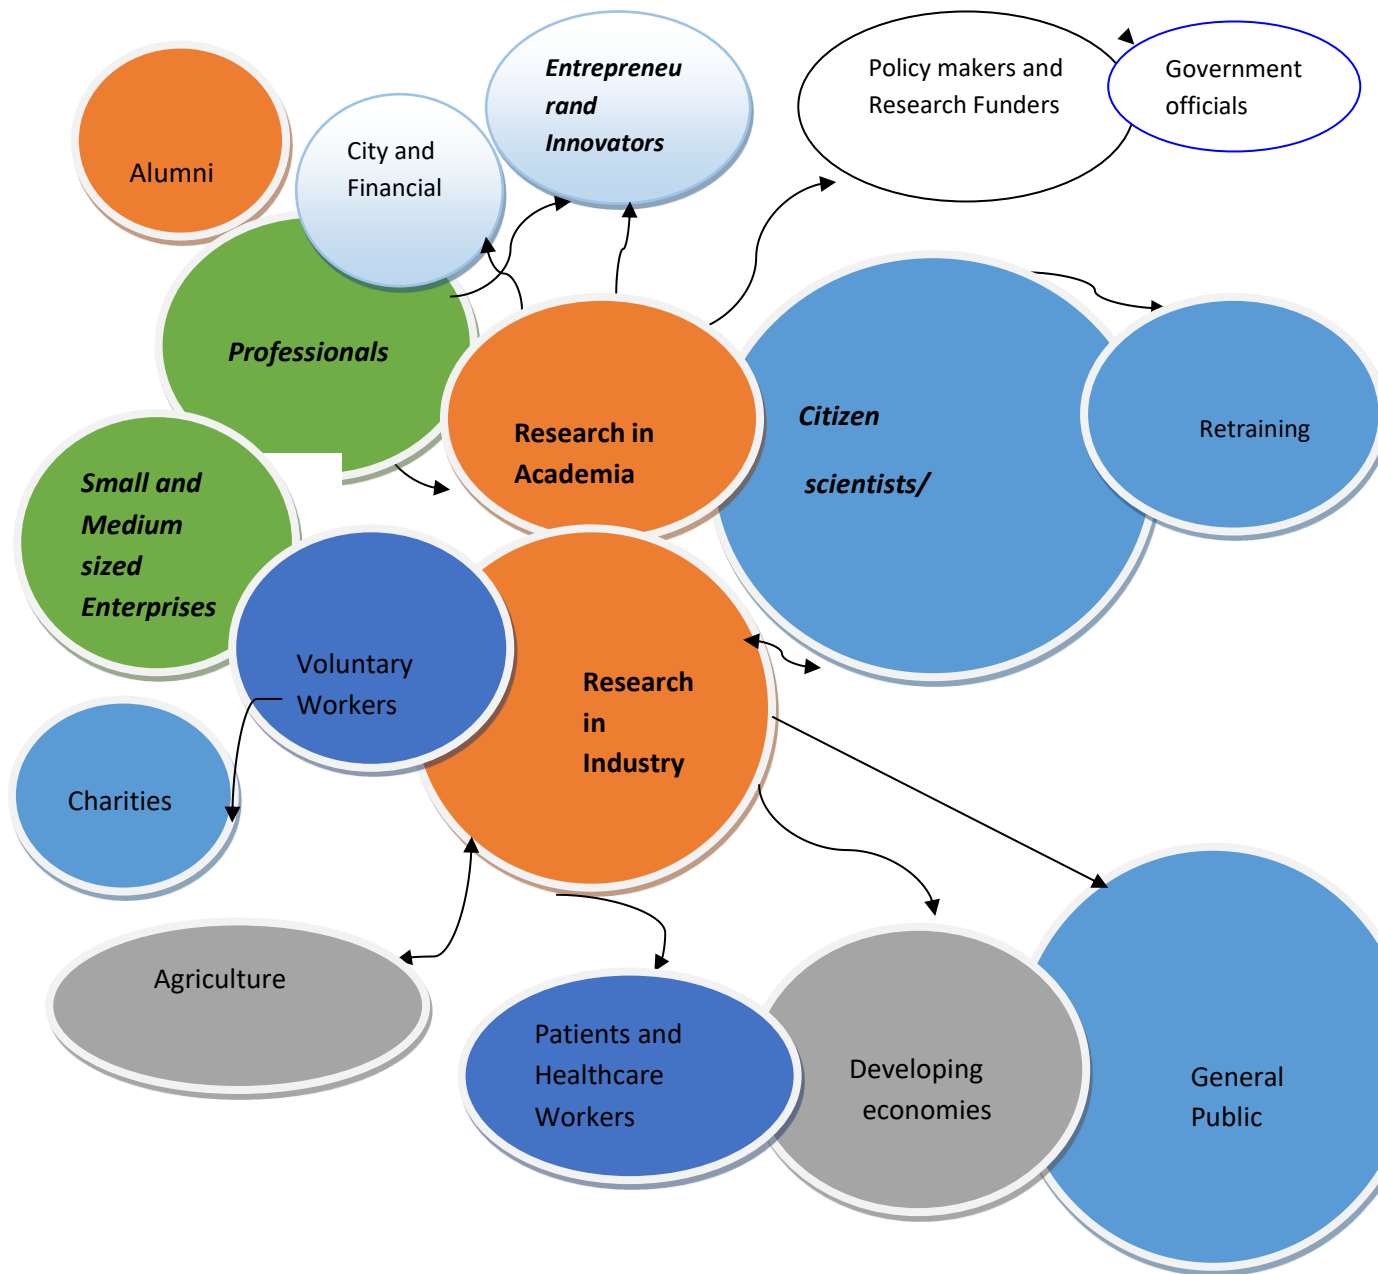 Entrepreneu
rand
Innovators
Policy makers and
Research Funders
Government
officials
Alumni
City and
Financial
Professionals
Research in
Academia
Citizen
scientists/
Retraining
Small and
Medium
sized
Enterprises
Voluntary
Workers
Research
in
Industry
Charities
Agriculture
Patients and
Healthcare
Workers
Developing
economies
General
Public